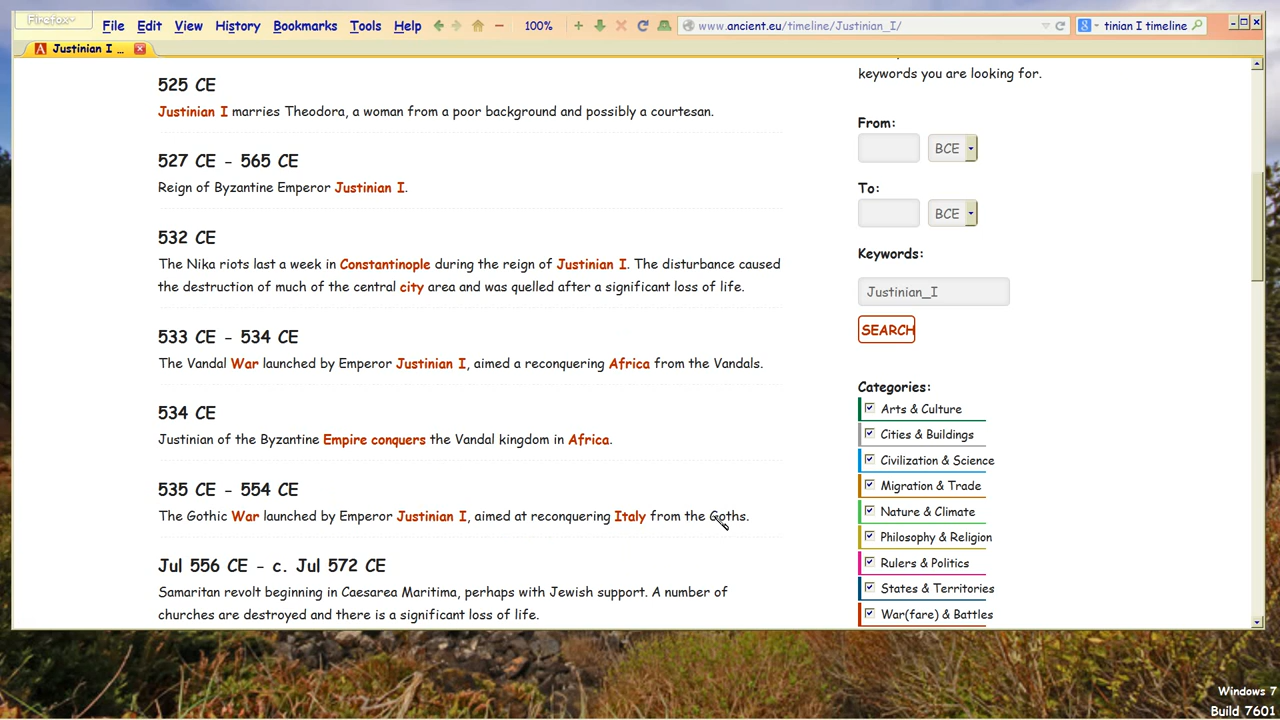 Firefox
File Edit View History Bookmarks Tools Help 100% www.ancient.eu/timeline/Justinian_I/ tinian I timeline
Justinian I ...
keywords you are looking for.
525 CE
Justinian I marries Theodora, a woman from a poor background and possibly a courtesan.
527 CE - 565 CE
Reign of Byzantine Emperor Justinian I.
532 CE
The Nika riots last a week in Constantinople during the reign of Justinian I. The disturbance caused
the destruction of much of the central city area and was quelled after a significant loss of life.
533 CE - 534 CE
The Vandal War launched by Emperor Justinian I, aimed a reconquering Africa from the Vandals.
534 CE
Justinian of the Byzantine Empire conquers the Vandal kingdom in Africa.
535 CE - 554 CE
The Gothic War launched by Emperor Justinian I, aimed at reconquering Italy from the Goths.
Jul 556 CE - c. Jul 572 CE
Samaritan revolt beginning in Caesarea Maritima, perhaps with Jewish support. A number of
churches are destroyed and there is a significant loss of life.
From:
BCE
To:
BCE
Keywords:
Justinian_I
SEARCH
Categories:
Arts & Culture
Cities & Buildings
Civilization & Science
Migration & Trade
Nature & Climate
Philosophy & Religion
Rulers & Politics
States & Territories
War(fare) & Battles
Windows 7
Build 7601